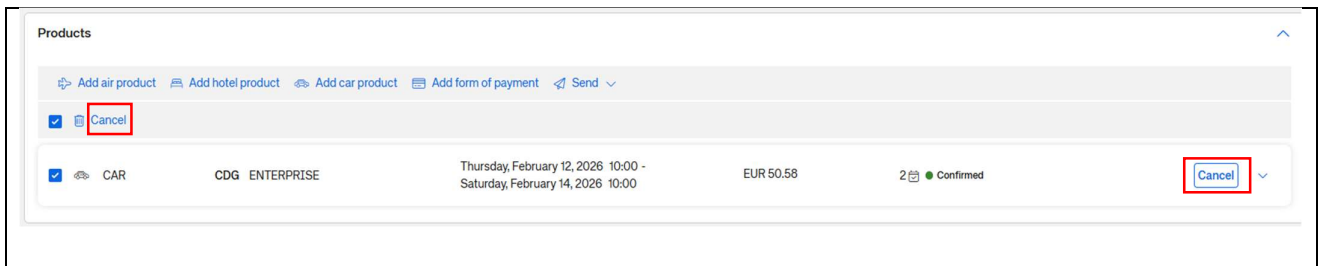 Products
Add air product Add hotel product Add car product Add form of payment Send
Cancel
CAR CDG ENTERPRISE Thursday, February 12, 2026 10:00 - EUR 50.58 2 Confirmed Cancel
Saturday, February 14, 2026 10:00